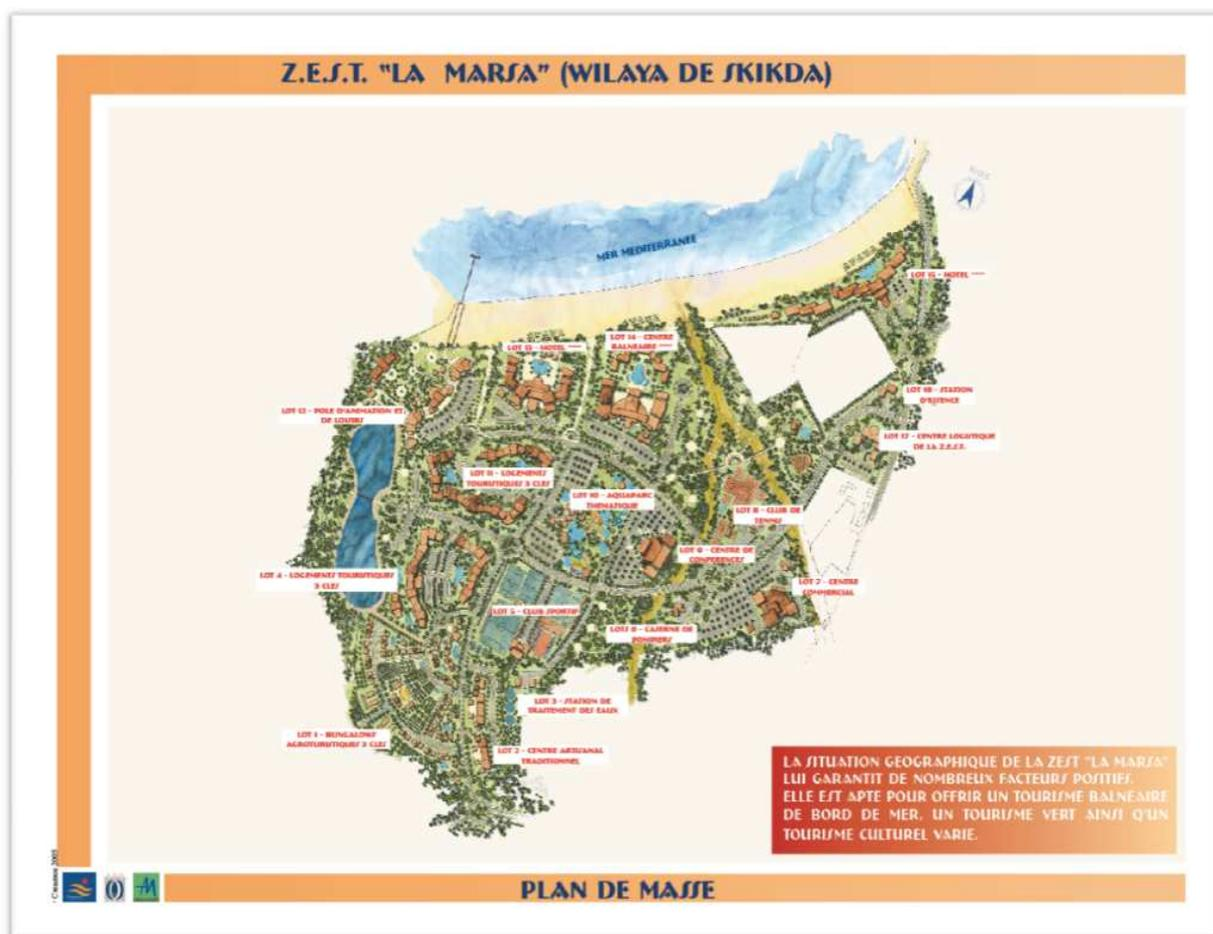 Z.E.S.T. "LA MARSA" (WILAYA DE SKIKDA)
MER MEDITERRANEE
LOT 15 - HOTEL ****
LOT 13 - HOTEL ****
LOT 14 - CENTRE
BALNEAIRE ****
LOT 18 - STATION
D'ESSENCE
LOT 12 - POLE D'ANIMATION ET
DE LOISIRS
LOT 17 - CENTRE LOGISTIQUE
DE LA Z.E.S.T.
LOT 11 - LOGEMENTS
TOURISTIQUES 3 CLES
LOT 10 - AQUAPARC
THEMATIQUE
LOT 8 - CLUB DE
TENNIS
LOT 9 - CENTRE DE
CONFERENCES
LOT 4 - LOGEMENTS TOURISTIQUES
3 CLES
LOT 7 - CENTRE
COMMERCIAL
LOT 5 - CLUB SPORTIF
CASERNE DE
POMPIERS
LOT 3 - STATION DE
TRAITEMENT DES EAUX
LOT 1 - BUNGALOWS
AGROTURISTIQUES 3 CLES
LOT 2 - CENTRE ARTISANAL
TRADITIONNEL
LA SITUATION GEOGRAPHIQUE DE LA ZEST "LA MARSA"
LUI GARANTIT DE NOMBREUX FACTEURS POSITIFS.
ELLE EST APTE POUR OFFRIR UN TOURISME BALNEAIRE
DE BORD DE MER, UN TOURISME VERT AINSI Q'UN
TOURISME CULTUREL VARIE.
PLAN DE MASSE